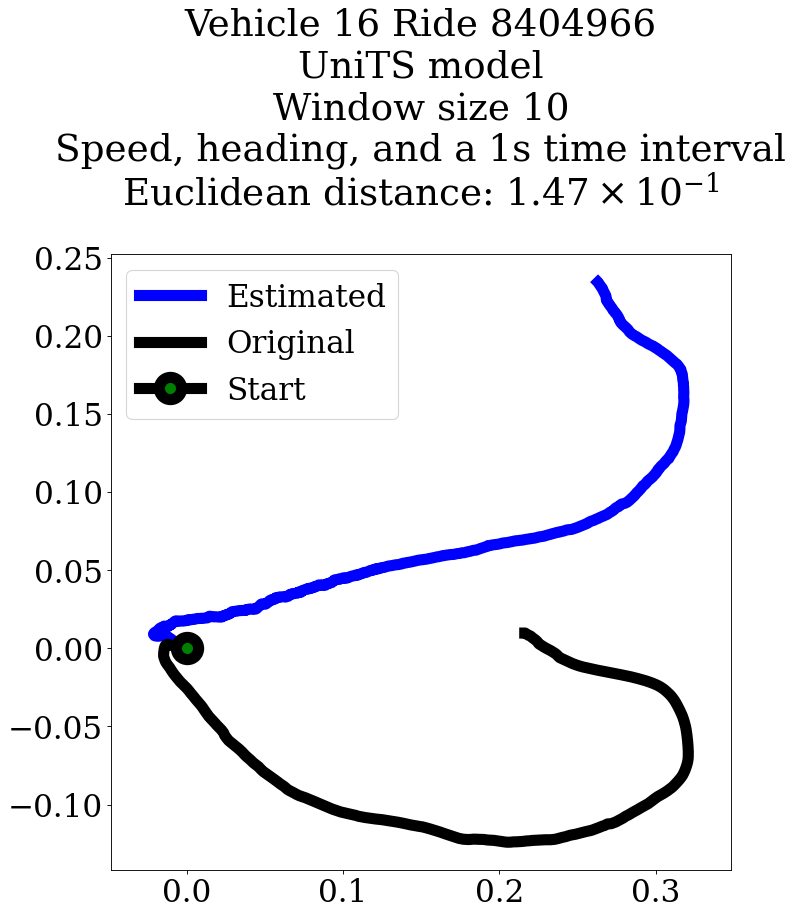 Vehicle 16 Ride 8404966
UniTS model
Window size 10
Speed, heading, and a 1s time interval
Euclidean distance: 1.47 × 10⁻¹
0.25
0.20
0.15
0.10
0.05
0.00
−0.05
−0.10
Estimated
Original
Start
0.0 0.1 0.2 0.3